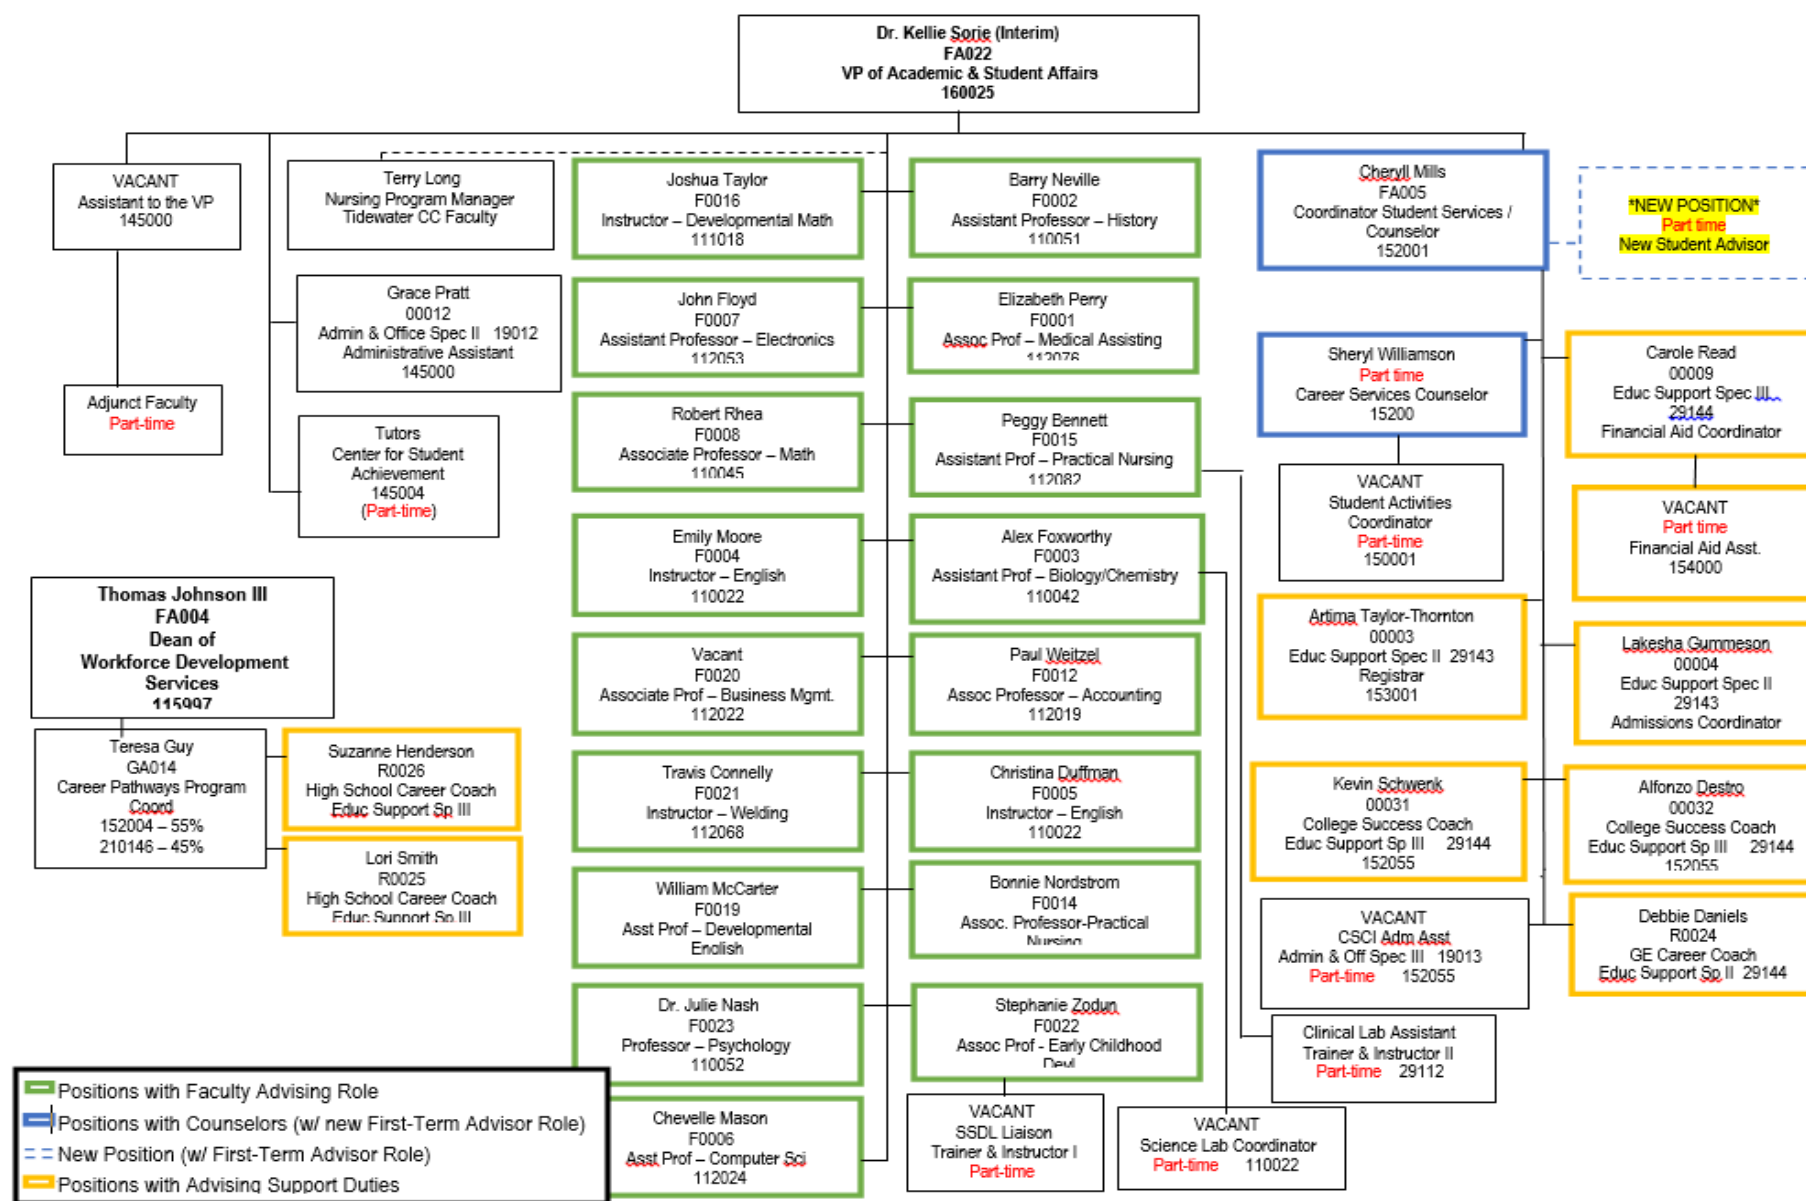 Dr. Kellie Sorie (Interim)
FA022
VP of Academic & Student Affairs
160025
VACANT
Assistant to the VP
145000
Adjunct Faculty
Part-time
Terry Long
Nursing Program Manager
Tidewater CC Faculty
Grace Pratt
00012
Admin & Office Spec II 19012
Administrative Assistant
145000
Tutors
Center for Student
Achievement
145004
(Part-time)
Thomas Johnson III
FA004
Dean of
Workforce Development
Services
115997
Teresa Guy
GA014
Career Pathways Program
Coord
152004 – 55%
210146 – 45%
Suzanne Henderson
R0026
High School Career Coach
Educ Support Sp III
Lori Smith
R0025
High School Career Coach
Educ Support Sp III
Joshua Taylor
F0016
Instructor – Developmental Math
111018
John Floyd
F0007
Assistant Professor – Electronics
112053
Robert Rhea
F0008
Associate Professor – Math
110045
Emily Moore
F0004
Instructor – English
110022
Vacant
F0020
Associate Prof – Business Mgmt.
112022
Travis Connelly
F0021
Instructor – Welding
112068
William McCarter
F0019
Asst Prof – Developmental
English
Dr. Julie Nash
F0023
Professor – Psychology
110052
Chevelle Mason
F0006
Asst Prof – Computer Sci
112024
Barry Neville
F0002
Assistant Professor – History
110051
Elizabeth Perry
F0001
Assoc Prof – Medical Assisting
112076
Peggy Bennett
F0015
Assistant Prof – Practical Nursing
112082
Alex Foxworthy
F0003
Assistant Prof – Biology/Chemistry
110042
Paul Weitzel
F0012
Assoc Professor – Accounting
112019
Christina Duffman
F0005
Instructor – English
110022
Bonnie Nordstrom
F0014
Assoc. Professor-Practical
Nursing
Stephanie Zodun
F0022
Assoc Prof - Early Childhood
Devl
VACANT
SSDL Liaison
Trainer & Instructor I
Part-time
VACANT
Science Lab Coordinator
Part-time 110022
Clinical Lab Assistant
Trainer & Instructor II
Part-time 29112
Cheryll Mills
FA005
Coordinator Student Services /
Counselor
152001
*NEW POSITION*
Part time
New Student Advisor
Sheryl Williamson
Part time
Career Services Counselor
15200
VACANT
Student Activities
Coordinator
Part-time
150001
Carole Read
00009
Educ Support Spec III
29144
Financial Aid Coordinator
VACANT
Part time
Financial Aid Asst.
154000
Artima Taylor-Thornton
00003
Educ Support Spec II 29143
Registrar
153001
Lakesha Gummeson
00004
Educ Support Spec II
29143
Admissions Coordinator
Kevin Schwenk
00031
College Success Coach
Educ Support Sp III 29144
152055
Alfonzo Destro
00032
College Success Coach
Educ Support Sp III 29144
152055
VACANT
CSCI Adm Asst
Admin & Off Spec III 19013
Part-time 152055
Debbie Daniels
R0024
GE Career Coach
Educ Support Sp II 29144
Positions with Faculty Advising Role
Positions with Counselors (w/ new First-Term Advisor Role)
New Position (w/ First-Term Advisor Role)
Positions with Advising Support Duties